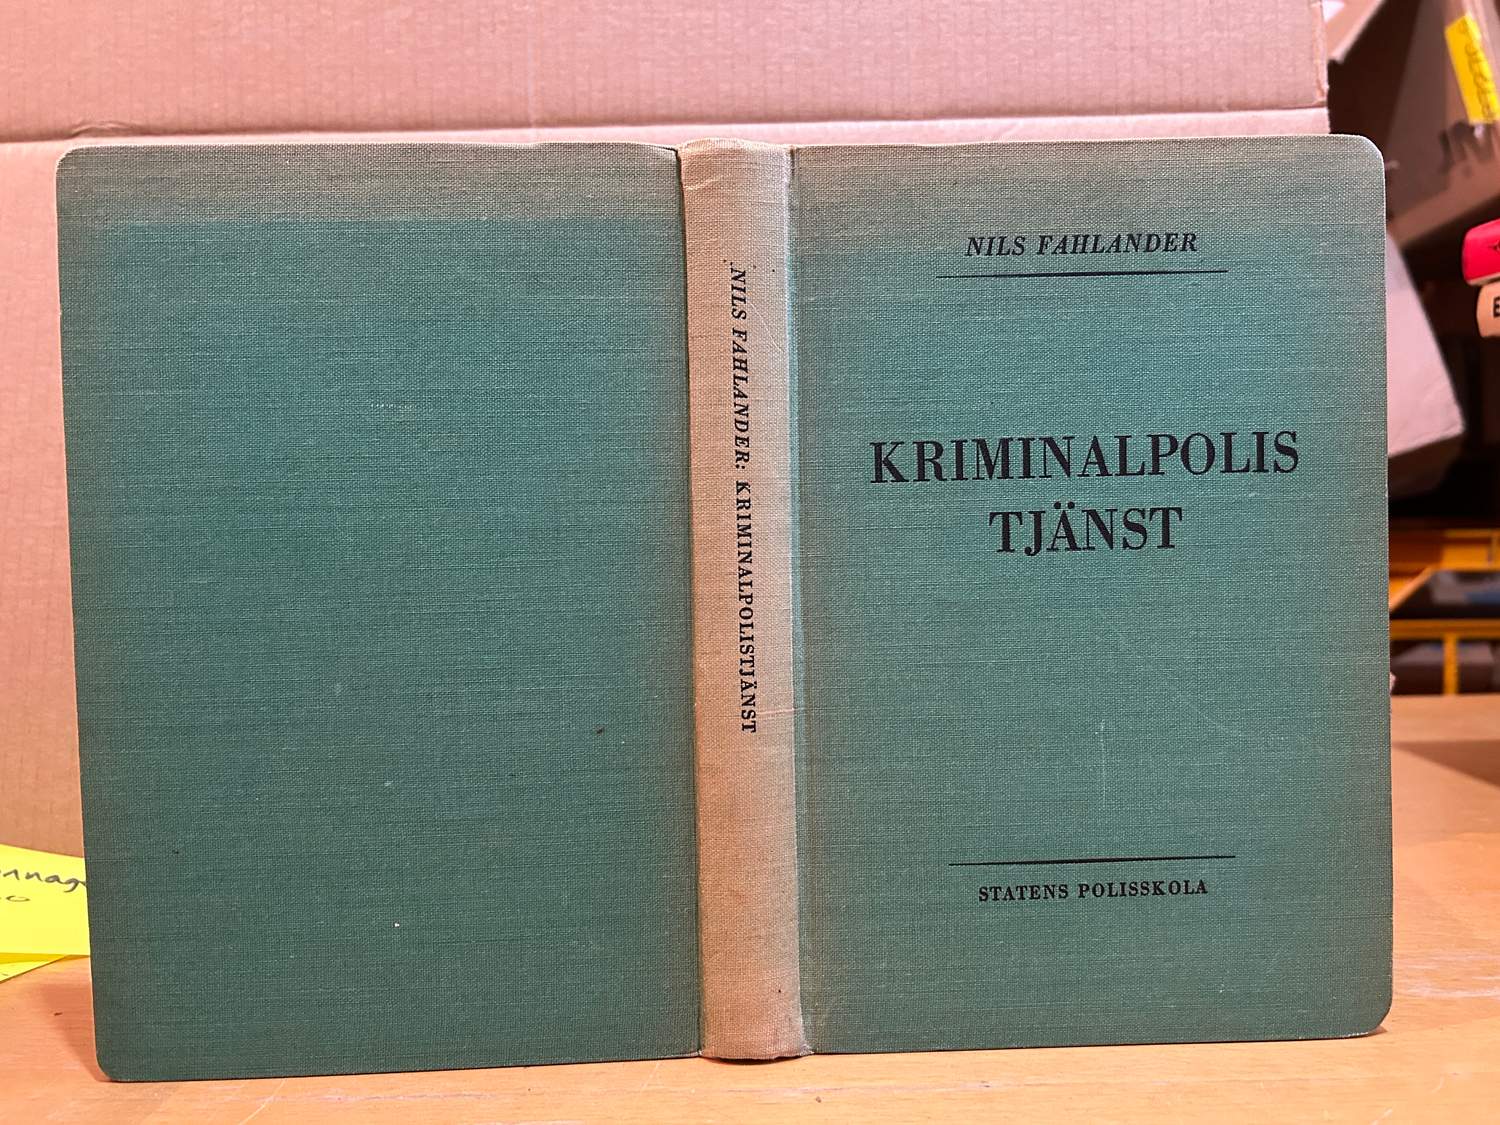 NILS FAHLANDER
KRIMINALPOLIS
TJÄNST
STATENS POLISSKOLA
NILS FAHLANDER: KRIMINALPOLISTJÄNST